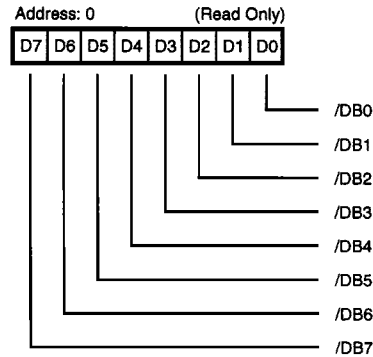 Address: 0 (Read Only)
D7 D6 D5 D4 D3 D2 D1 D0
/DB0
/DB1
/DB2
/DB3
/DB4
/DB5
/DB6
/DB7